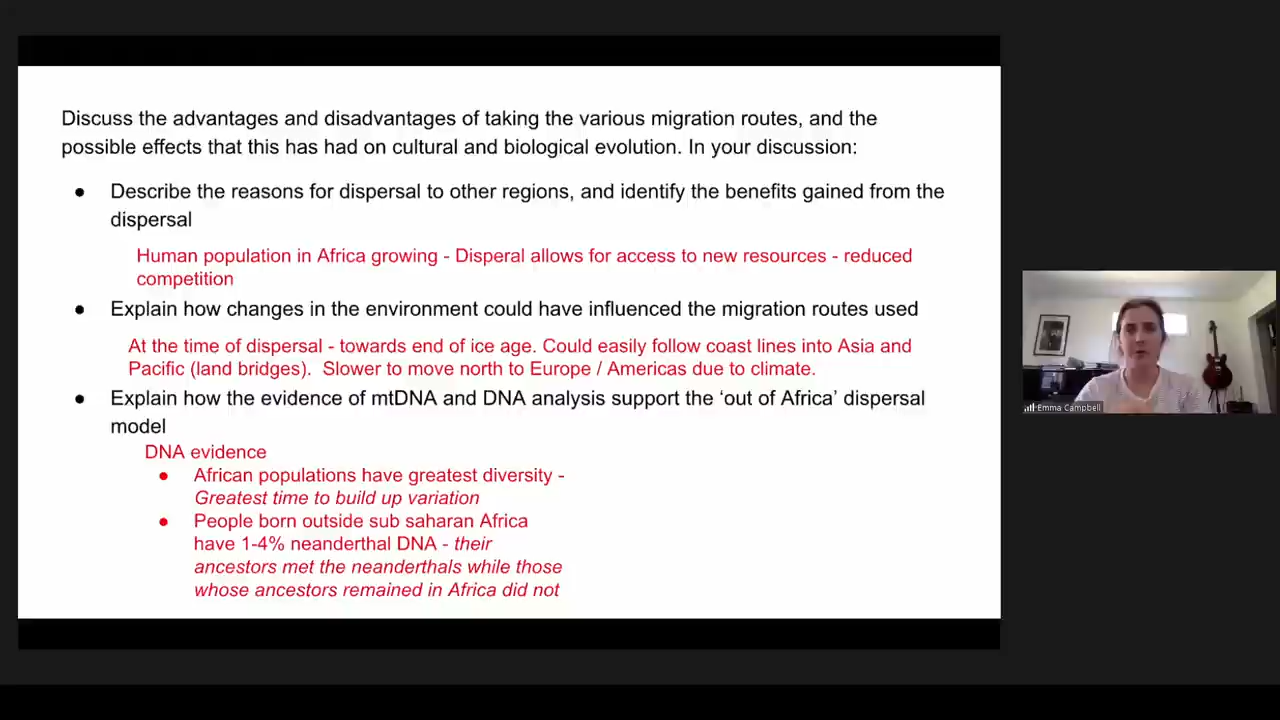 Discuss the advantages and disadvantages of taking the various migration routes, and the
possible effects that this has had on cultural and biological evolution. In your discussion:
● Describe the reasons for dispersal to other regions, and identify the benefits gained from the
dispersal
Human population in Africa growing - Disperal allows for access to new resources - reduced
competition
● Explain how changes in the environment could have influenced the migration routes used
At the time of dispersal - towards end of ice age. Could easily follow coast lines into Asia and
Pacific (land bridges).  Slower to move north to Europe / Americas due to climate.
● Explain how the evidence of mtDNA and DNA analysis support the ‘out of Africa’ dispersal
model
DNA evidence
● African populations have greatest diversity -
Greatest time to build up variation
● People born outside sub saharan Africa
have 1-4% neanderthal DNA - their
ancestors met the neanderthals while those
whose ancestors remained in Africa did not
Emma Campbell